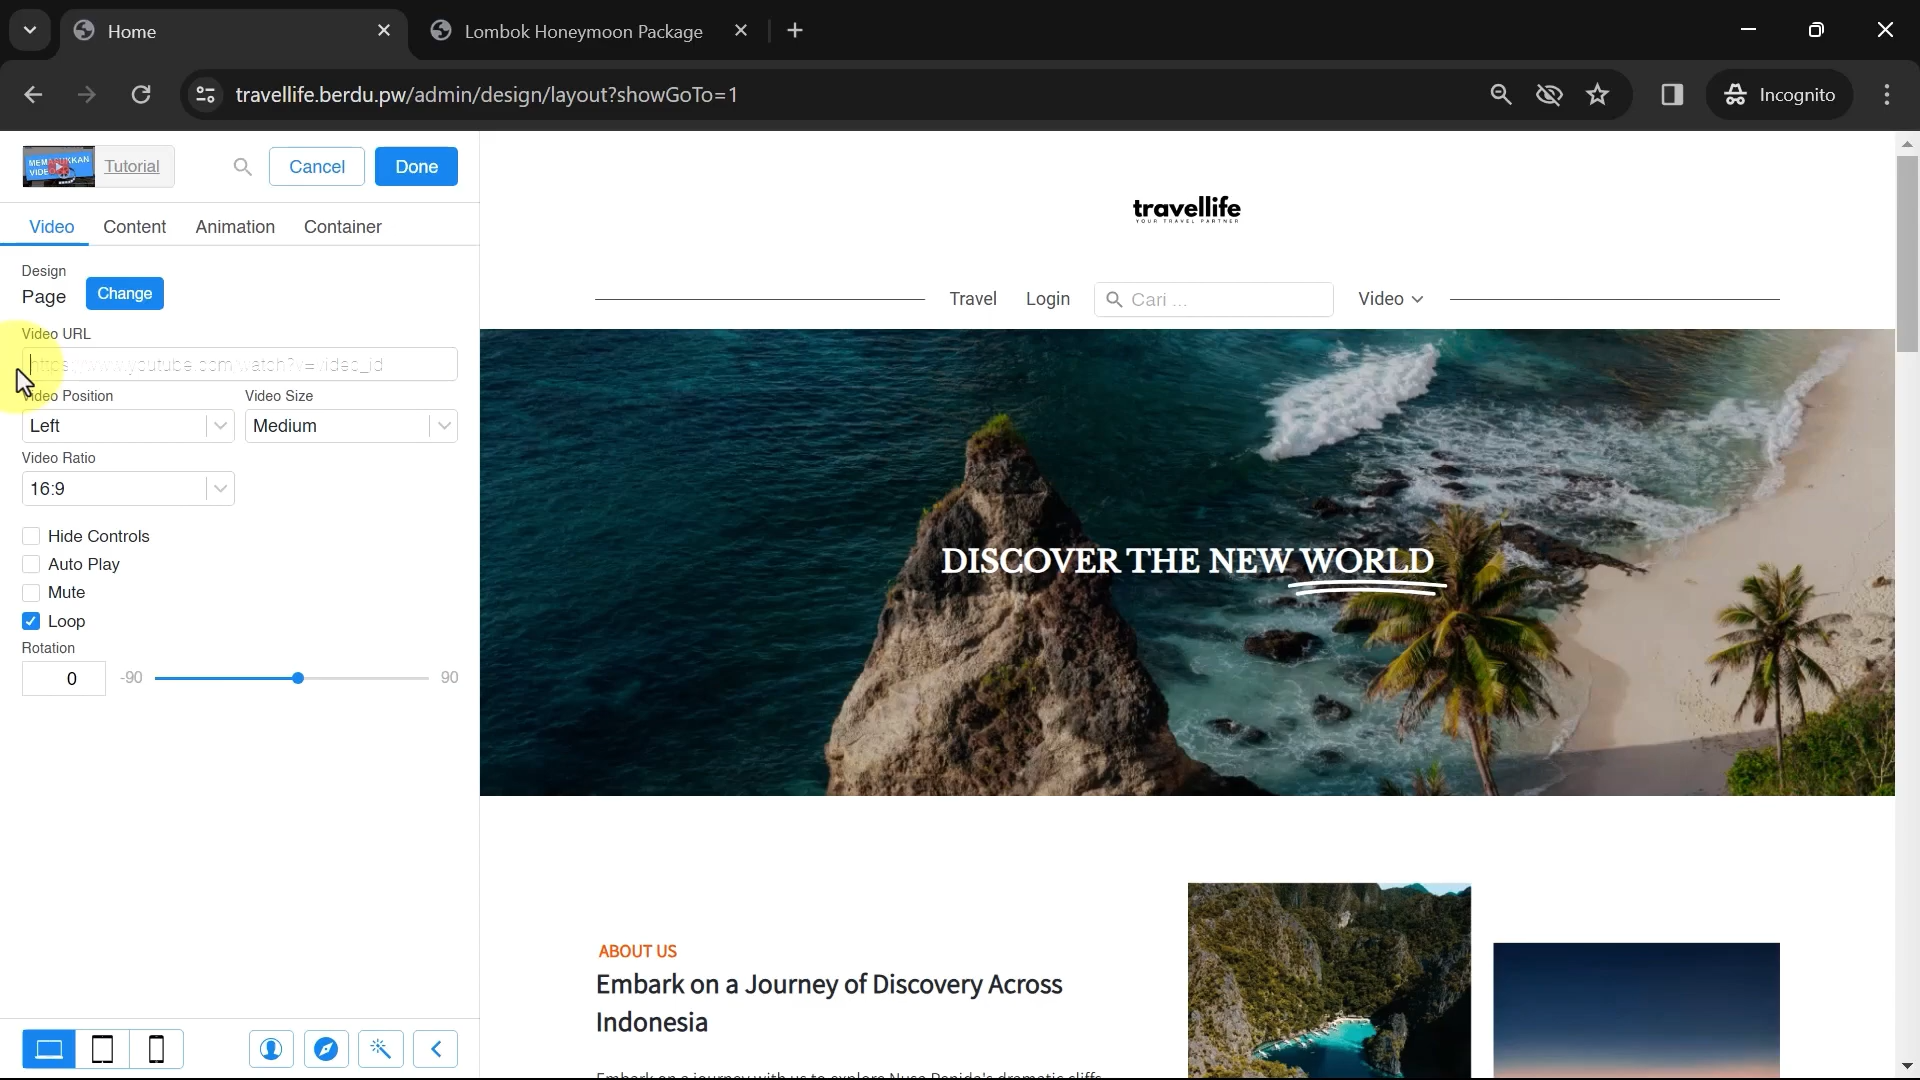 Home
Lombok Honeymoon Package
travellife.berdu.pw/admin/design/layout?showGoTo=1
Incognito
Tutorial
Cancel
Done
Video
Content
Animation
Container
Design
Page
Change
Video URL
https://www.youtube.com/watch?v=video_id
Video Position
Video Size
Left
Medium
Video Ratio
16:9
Hide Controls
Auto Play
Mute
Loop
Rotation
0
-90
90
travellife
YOUR TRAVEL PARTNER
Travel
Login
Cari ...
Video
DISCOVER THE NEW WORLD
ABOUT US
Embark on a Journey of Discovery Across
Indonesia